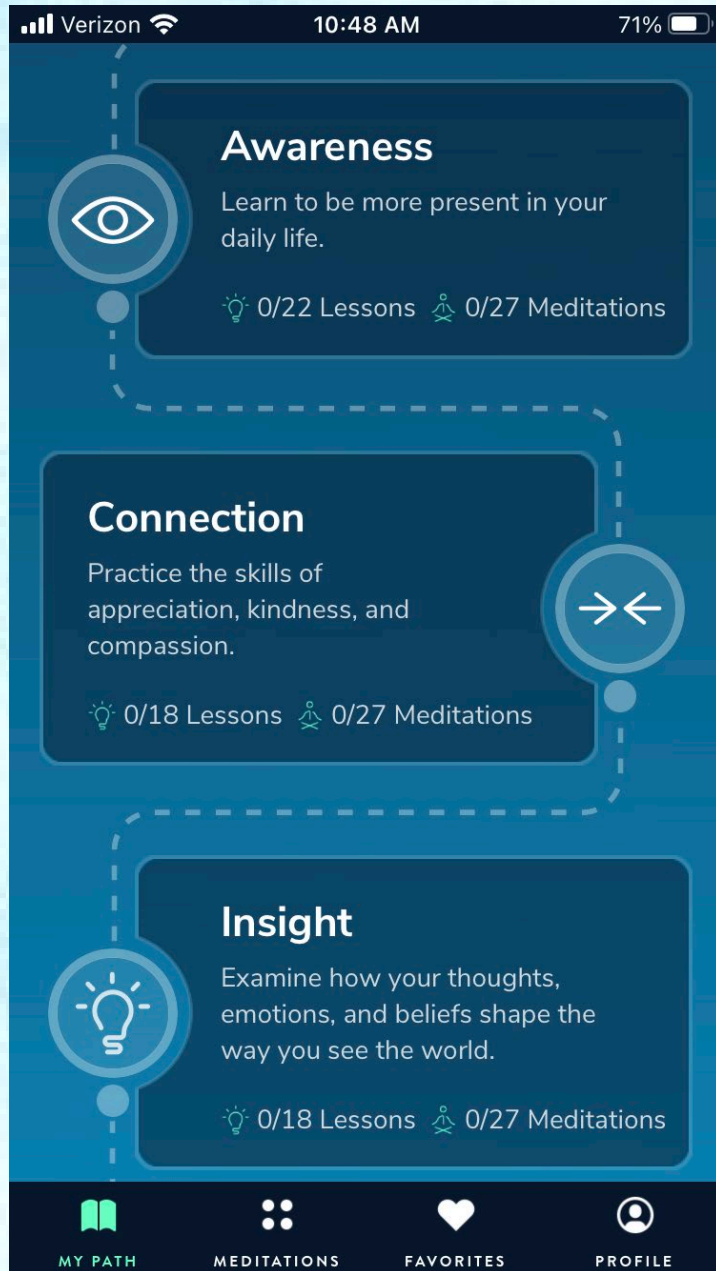 Verizon 10:48 AM 71%
Awareness
Learn to be more present in your
daily life.
0/22 Lessons 0/27 Meditations
Connection
Practice the skills of
appreciation, kindness, and
compassion.
0/18 Lessons 0/27 Meditations
Insight
Examine how your thoughts,
emotions, and beliefs shape the
way you see the world.
0/18 Lessons 0/27 Meditations
MY PATH MEDITATIONS FAVORITES PROFILE